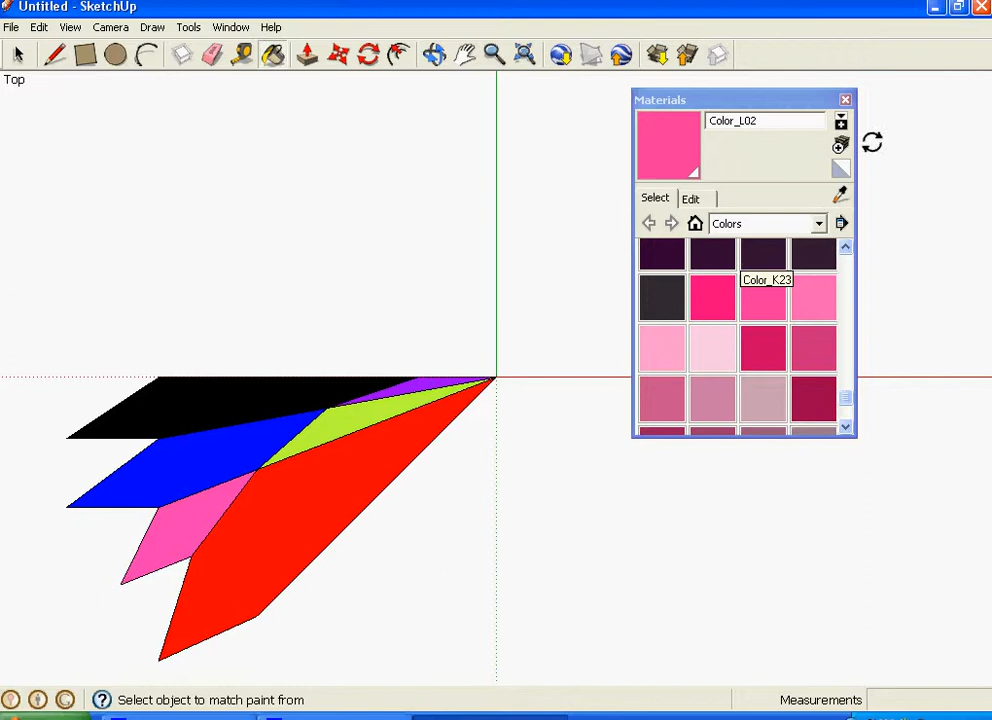 Untitled - SketchUp
File Edit View Camera Draw Tools Window Help
Top
Materials
Color_L02
Select Edit
Colors
Color_K23
Select object to match paint from
Measurements